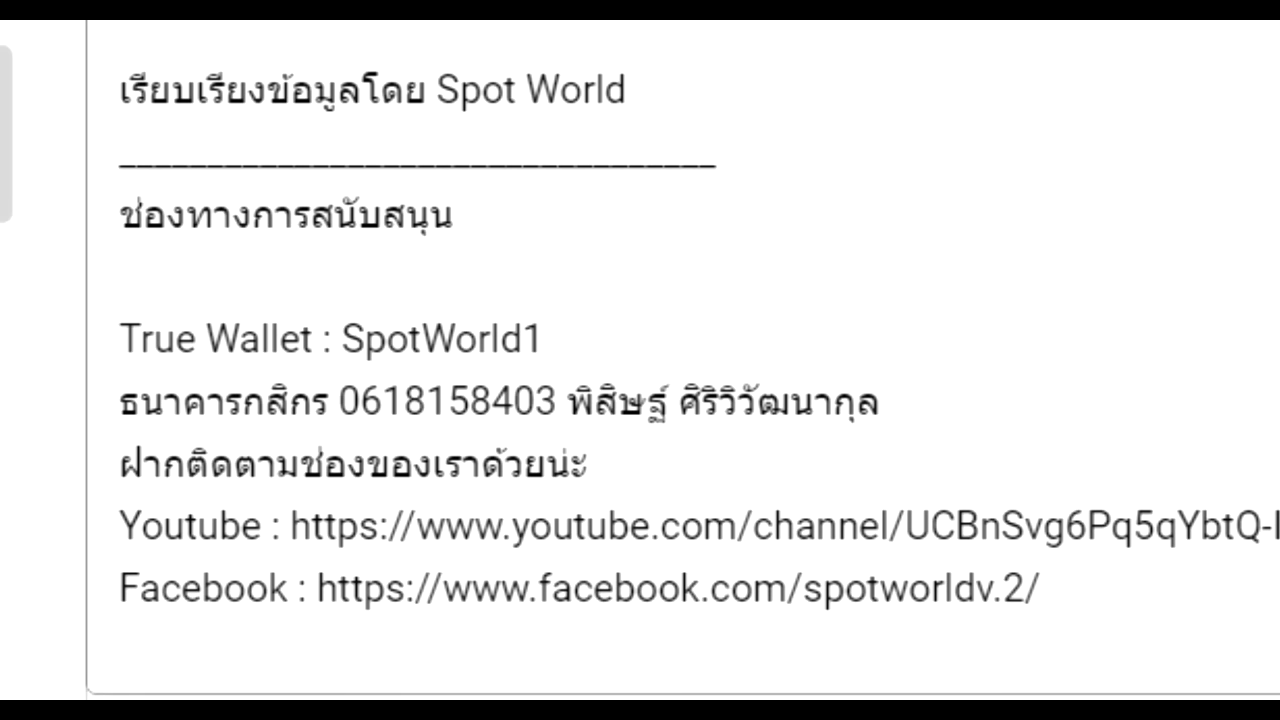 เรียบเรียงข้อมูลโดย Spot World
__________________________________
ช่องทางการสนับสนุน
True Wallet : SpotWorld1
ธนาคารกสิกร 0618158403 พิสิษฐ์ ศิริวิวัฒนากุล
ฝากติดตามช่องของเราด้วยน่ะ
Youtube : https://www.youtube.com/channel/UCBnSvg6Pq5qYbtQ-
Facebook : https://www.facebook.com/spotworldv.2/